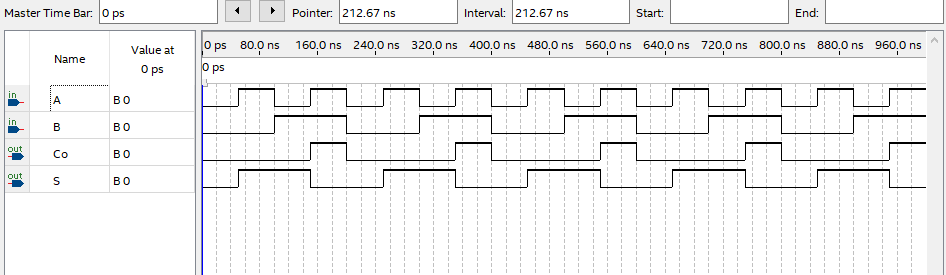 Master Time Bar: 0 ps Pointer: 212.67 ns Interval: 212.67 ns Start: End:
Name Value at 0 ps
0 ps 80.0 ns 160.0 ns 240.0 ns 320.0 ns 400.0 ns 480.0 ns 560.0 ns 640.0 ns 720.0 ns 800.0 ns 880.0 ns 960.0 ns
0 ps
in A B 0
in B B 0
out Co B 0
out S B 0